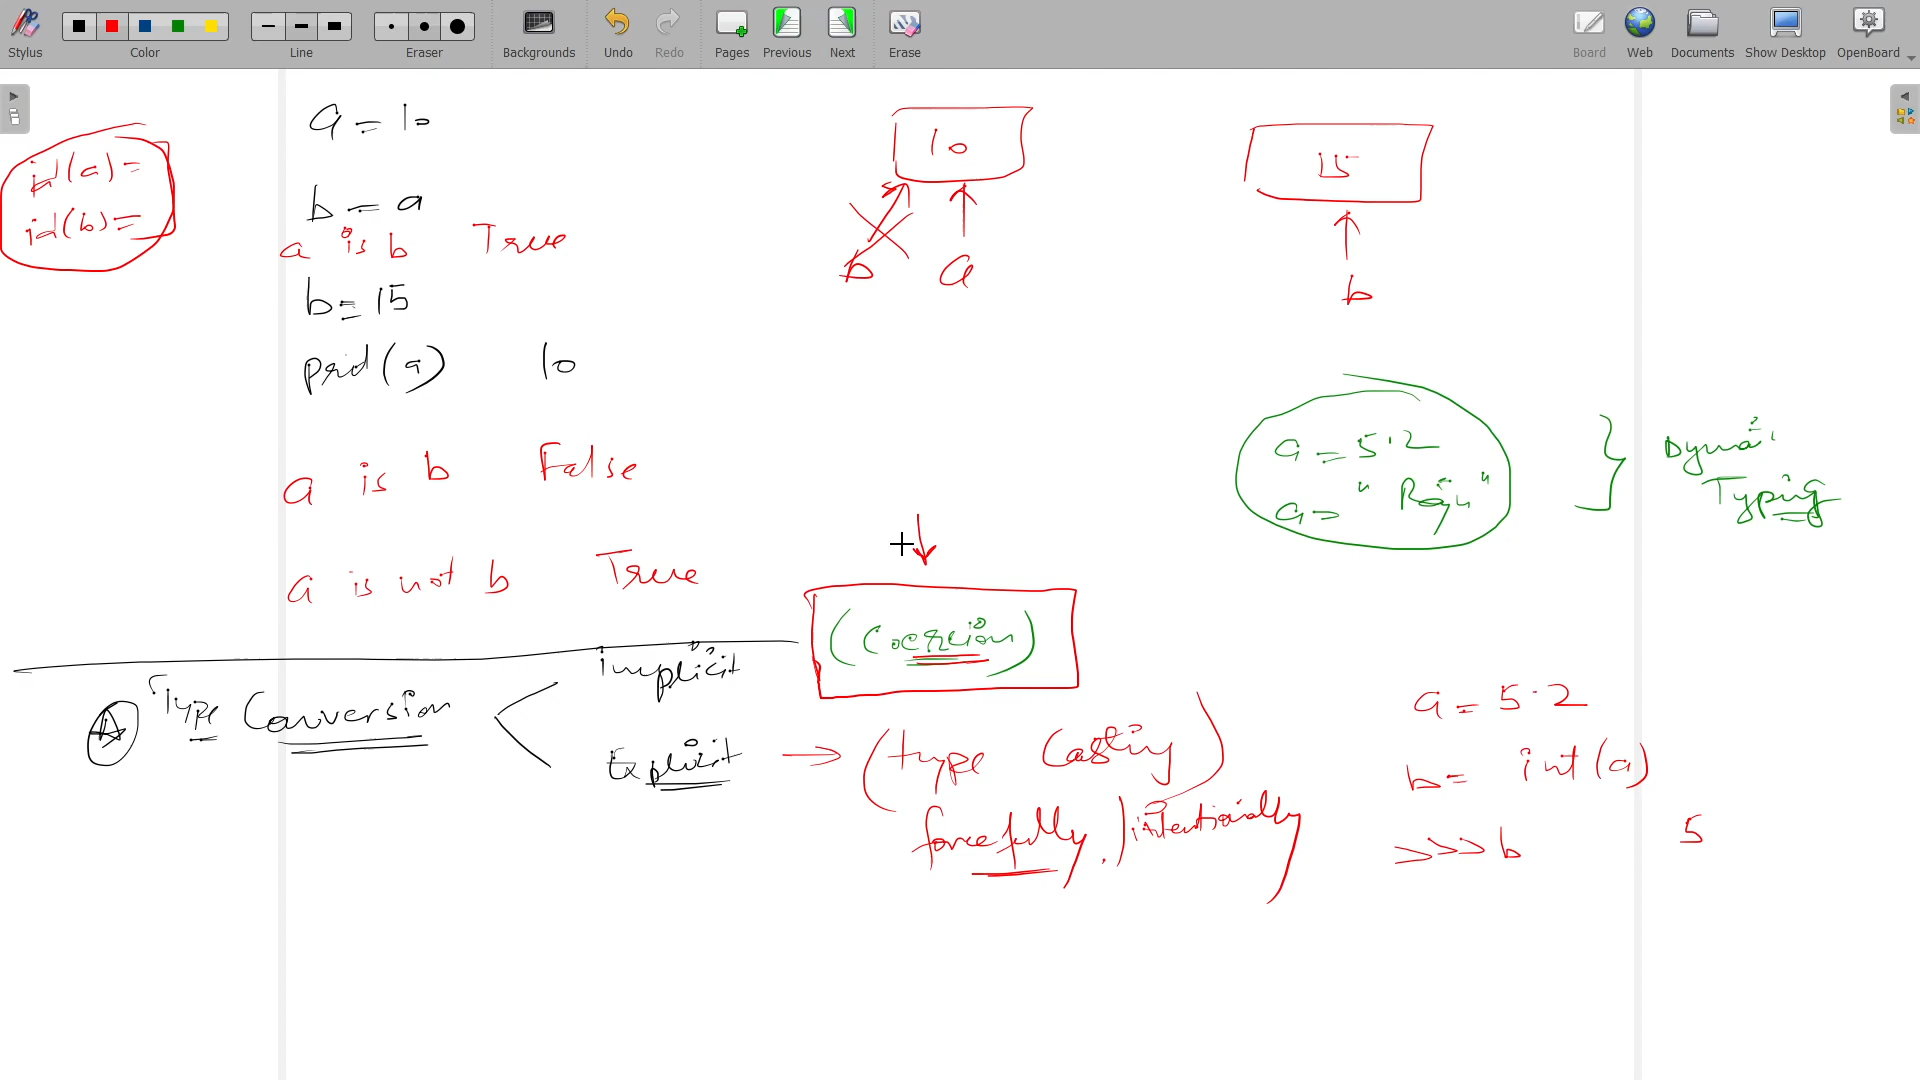 Stylus Color Line Eraser Backgrounds Undo Redo Pages Previous Next Erase Board Web Documents Show Desktop OpenBoard
a = 10
b = a
a is b True
b = 15
print(a) 10
a is b False
a is not b True
id(a)=
id(b)=
10
b a
15
b
a = 5.2
a = "Raju"
Dynamic
Typing
(Coercion)
Type Conversion
implicit
Explicit → (type Casting
forcefully, intentionally)
a = 5.2
b = int(a)
>>> b 5